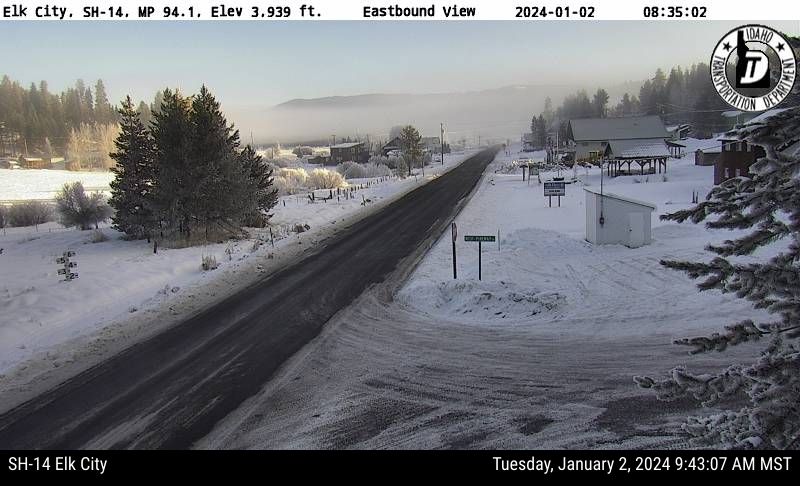 Elk City, SH-14, MP 94.1, Elev 3,939 ft. Eastbound View 2024-01-02 08:35:02
IDAHO
TRANSPORTATION DEPARTMENT
SH-14 Elk City Tuesday, January 2, 2024 9:43:07 AM MST